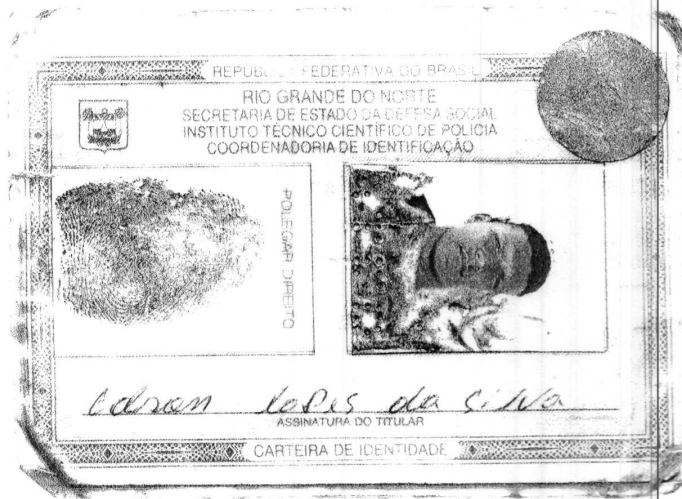 REPÚBLICA FEDERATIVA DO BRASIL
RIO GRANDE DO NORTE
SECRETARIA DE ESTADO DA DEFESA SOCIAL
INSTITUTO TÉCNICO CIENTÍFICO DE POLÍCIA
COORDENADORIA DE IDENTIFICAÇÃO
POLEGAR DIREITO
Edson lopes da silva
ASSINATURA DO TITULAR
CARTEIRA DE IDENTIDADE